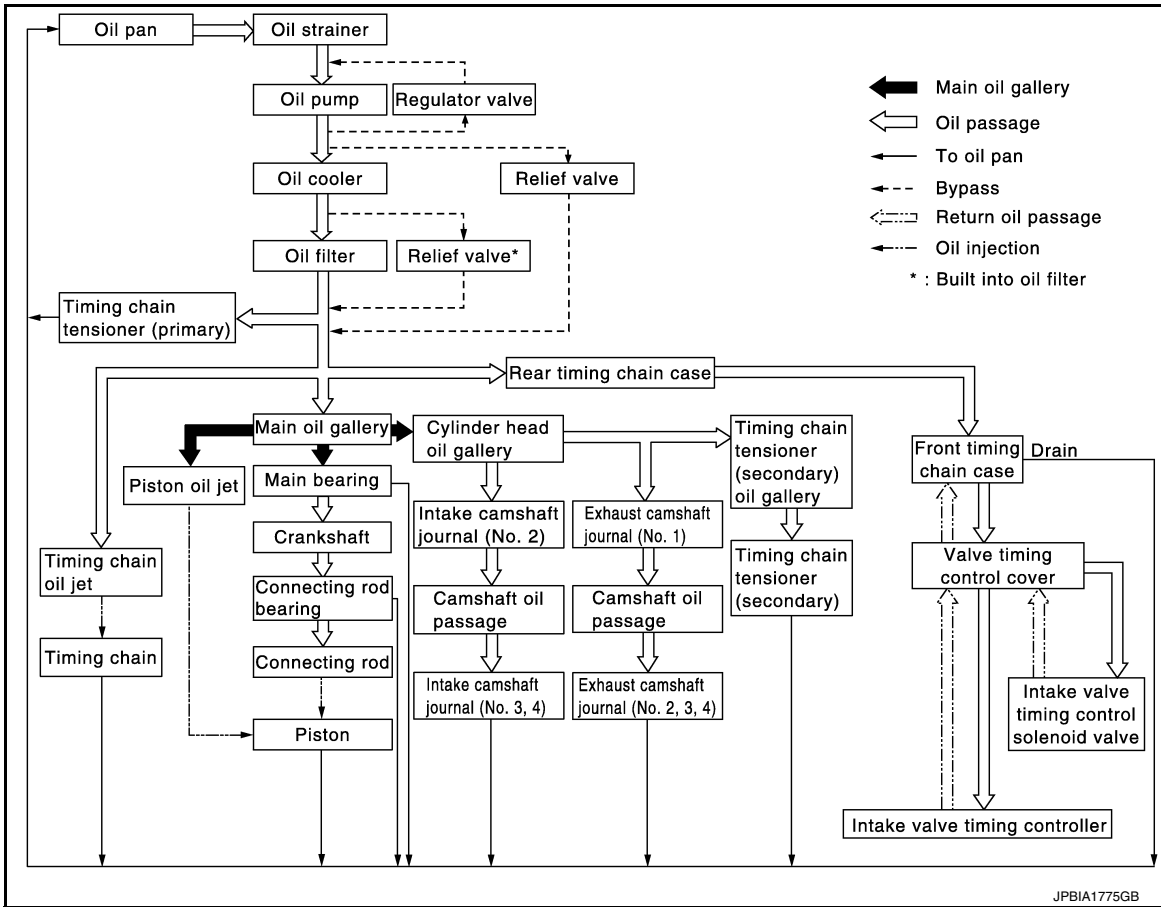 Oil pan
Oil strainer
Oil pump
Regulator valve
Oil cooler
Relief valve
Oil filter
Relief valve*
Main oil gallery
Oil passage
To oil pan
Bypass
Return oil passage
Oil injection
* : Built into oil filter
Timing chain
tensioner (primary)
Rear timing chain case
Main oil gallery
Cylinder head
oil gallery
Timing chain
tensioner
(secondary)
oil gallery
Front timing
chain case
Drain
Piston oil jet
Main bearing
Intake camshaft
journal (No. 2)
Exhaust camshaft
journal (No. 1)
Crankshaft
Timing chain
oil jet
Connecting rod
bearing
Camshaft oil
passage
Camshaft oil
passage
Timing chain
tensioner
(secondary)
Valve timing
control cover
Timing chain
Connecting rod
Intake camshaft
journal (No. 3, 4)
Exhaust camshaft
journal (No. 2, 3, 4)
Intake valve
timing control
solenoid valve
Piston
Intake valve timing controller
JPBIA1775GB